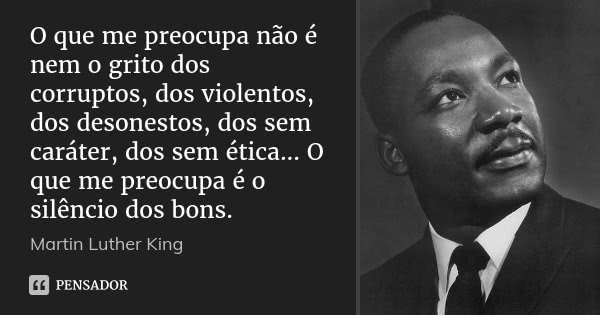 O que me preocupa não é
nem o grito dos
corruptos, dos violentos,
dos desonestos, dos sem
caráter, dos sem ética... O
que me preocupa é o
silêncio dos bons.
Martin Luther King
PENSADOR